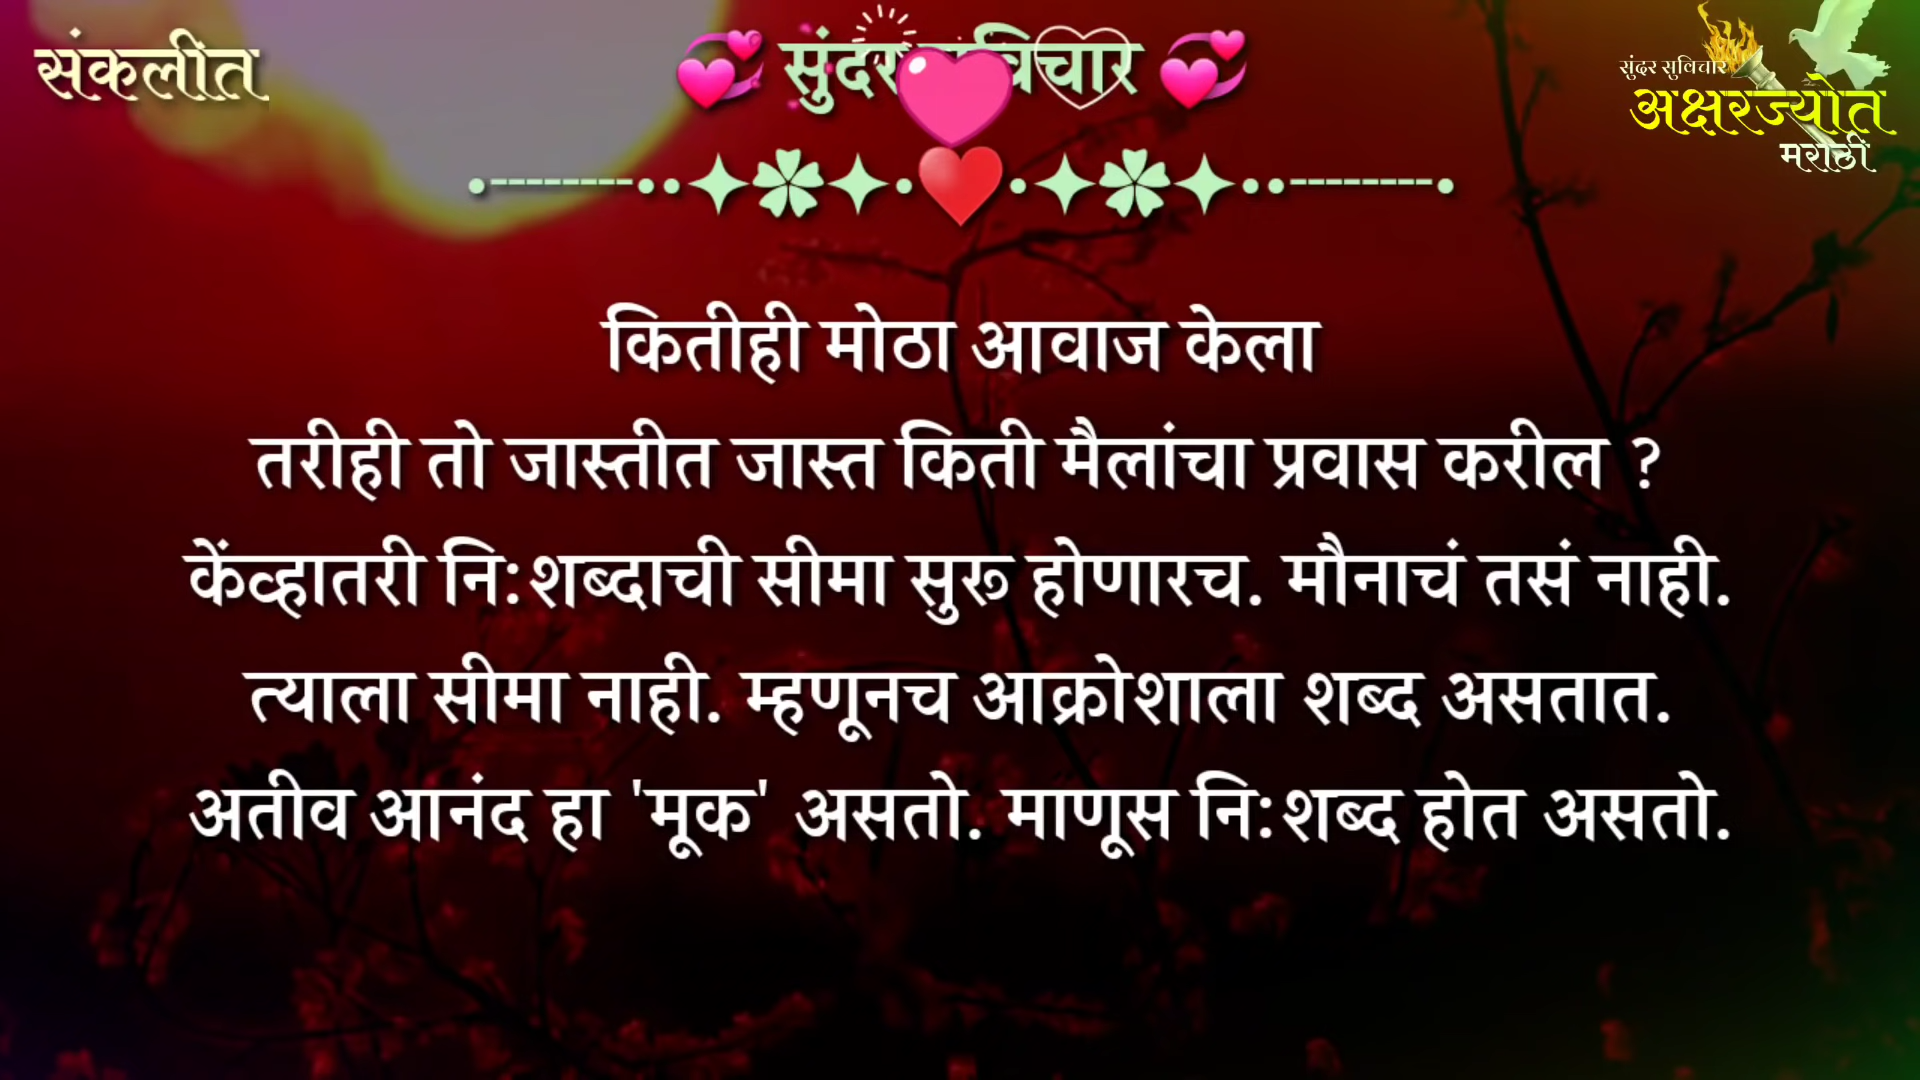 संकलीत
सुंदर सुविचार
सुंदर सुविचार
अक्षरज्योत
मराठी
कितीही मोठा आवाज केला
तरीही तो जास्तीत जास्त किती मैलांचा प्रवास करील ?
केंव्हातरी नि:शब्दाची सीमा सुरू होणारच. मौनाचं तसं नाही.
त्याला सीमा नाही. म्हणूनच आक्रोशाला शब्द असतात.
अतीव आनंद हा 'मूक' असतो. माणूस नि:शब्द होत असतो.